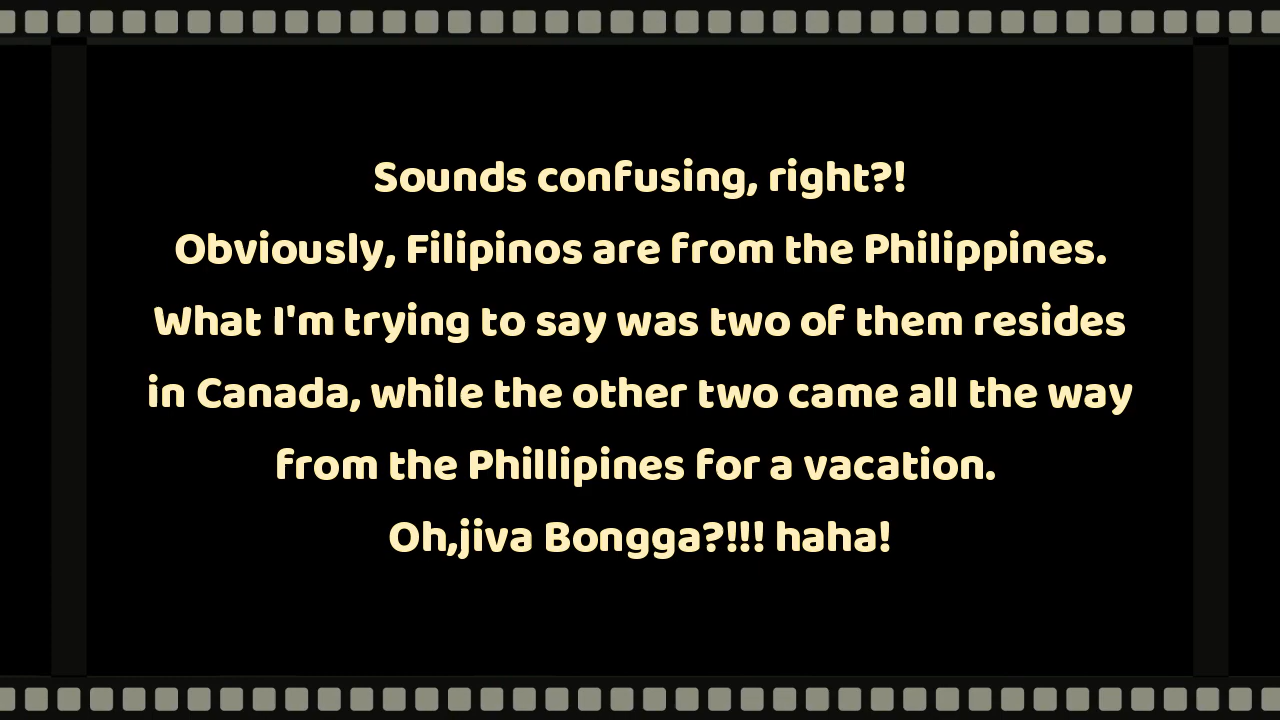 Sounds confusing, right?!
Obviously, Filipinos are from the Philippines.
What I'm trying to say was two of them resides
in Canada, while the other two came all the way
from the Phillipines for a vacation.
Oh,jiva Bongga?!!! haha!